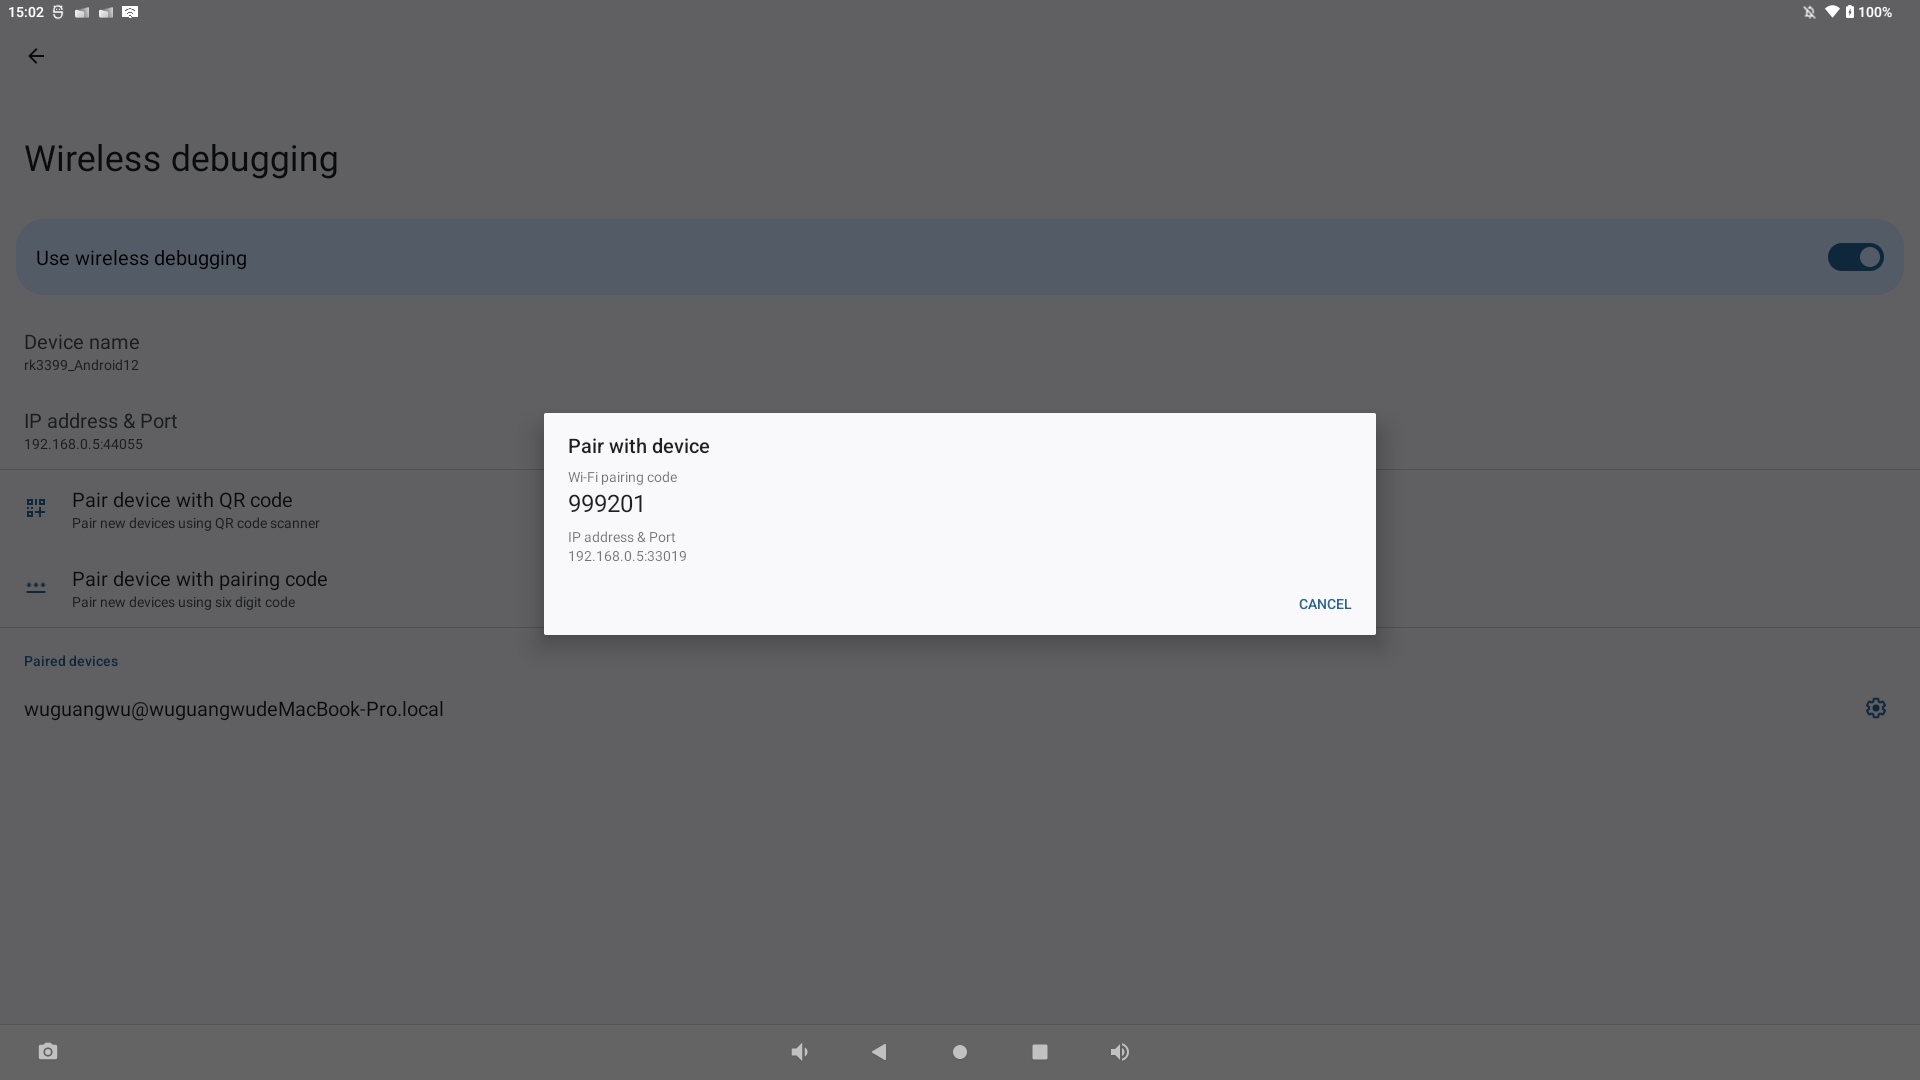 15:02
100%
Wireless debugging
Use wireless debugging
Device name
rk3399_Android12
IP address & Port
192.168.0.5:44055
Pair device with QR code
Pair new devices using QR code scanner
Pair device with pairing code
Pair new devices using six digit code
Paired devices
wuguangwu@wuguangwudeMacBook-Pro.local
Pair with device
Wi-Fi pairing code
999201
IP address & Port
192.168.0.5:33019
CANCEL